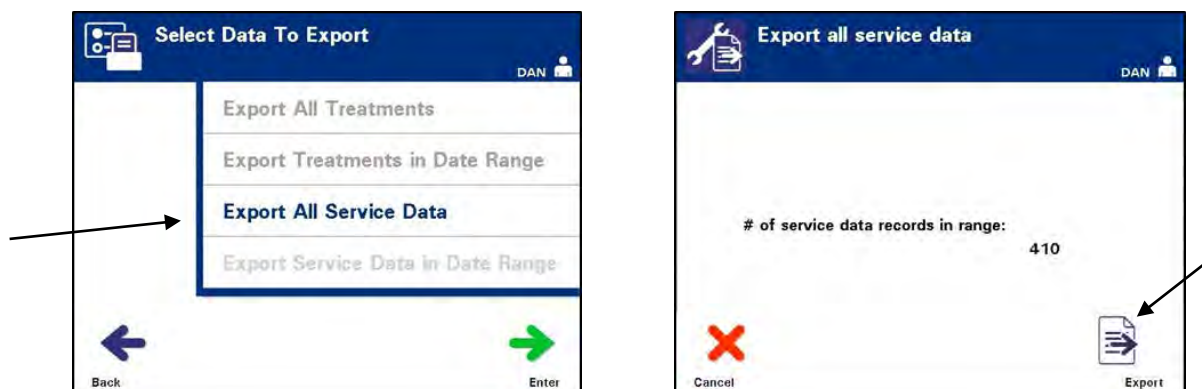 Select Data To Export
DAN
Export All Treatments
Export Treatments in Date Range
Export All Service Data
Export Service Data in Date Range
Back
Enter
Export all service data
DAN
# of service data records in range:
410
Cancel
Export